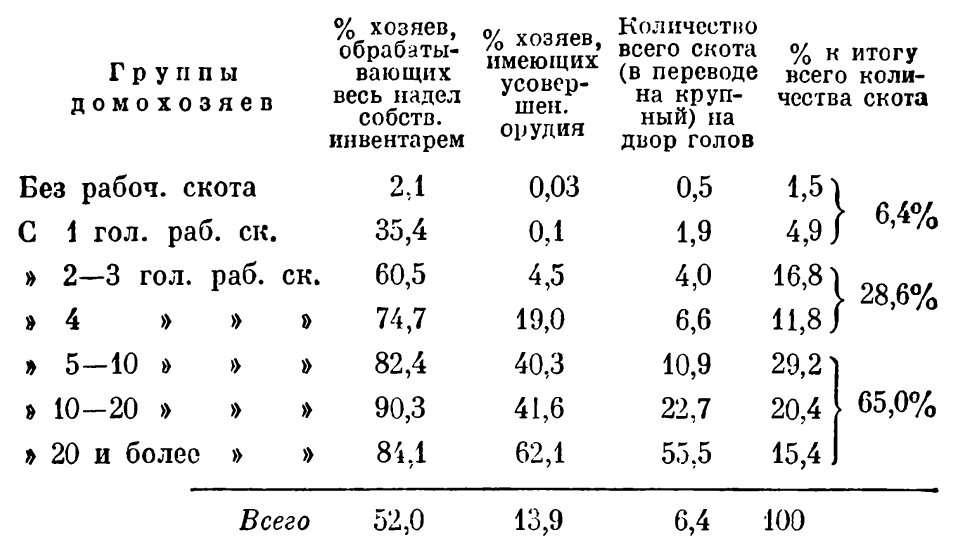 Группы домохозяев | % хозяев, обрабатывающих весь надел собств. инвентарем | % хозяев, имеющих усовершен. орудия | Количество всего скота (в переводе на крупный) на двор голов | % к итогу всего количества скота
Без рабоч. скота 2,1 0,03 0,5 1,5
С 1 гол. раб. ск. 35,4 0,1 1,9 4,9 } 6,4%
» 2—3 гол. раб. ск. 60,5 4,5 4,0 16,8
» 4 » » » 74,7 19,0 6,6 11,8 } 28,6%
» 5—10 » » » 82,4 40,3 10,9 29,2
» 10—20 » » » 90,3 41,6 22,7 20,4 } 65,0%
» 20 и более » » 84,1 62,1 55,5 15,4
Всего 52,0 13,9 6,4 100